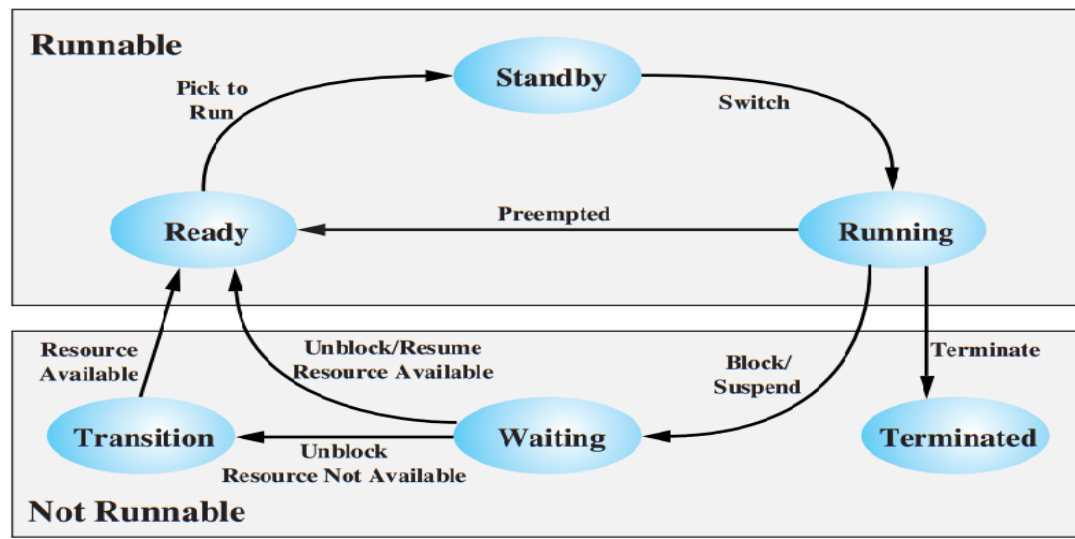 Runnable
Standby
Pick to
Run
Switch
Ready
Preempted
Running
Resource
Available
Unblock/Resume
Resource Available
Block/
Suspend
Terminate
Transition
Unblock
Resource Not Available
Waiting
Terminated
Not Runnable